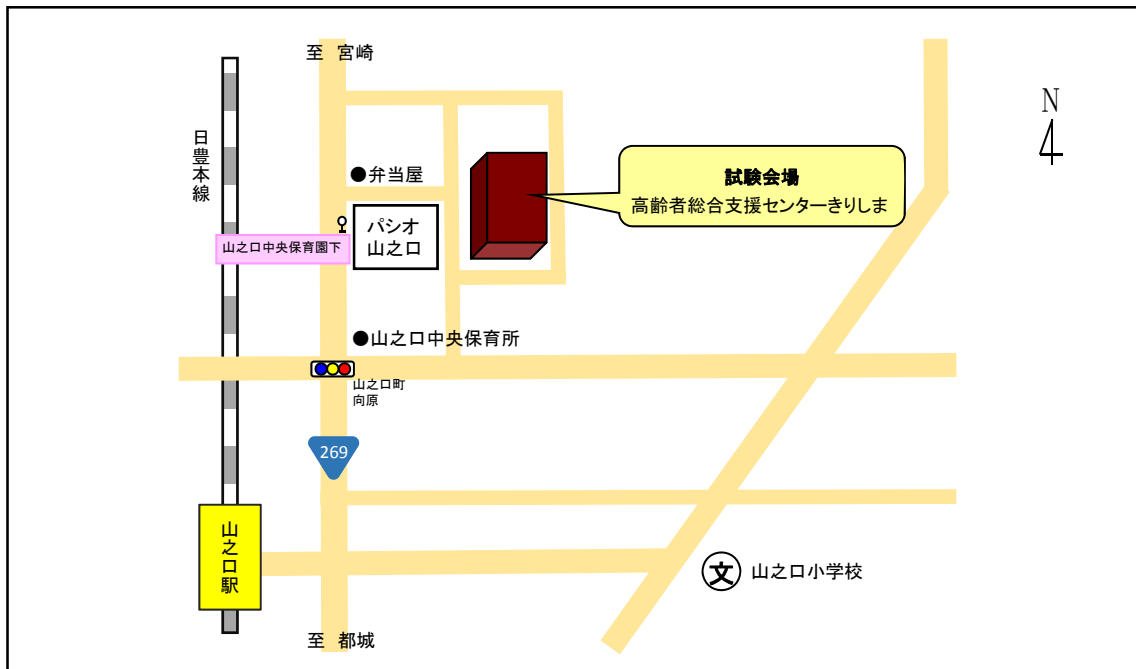 至 宮崎
N
日豊本線
●弁当屋
試験会場
高齢者総合支援センターきりしま
パシオ
山之口
山之口中央保育園下
●山之口中央保育所
山之口町
向原
269
山之口駅
文
山之口小学校
至 都城